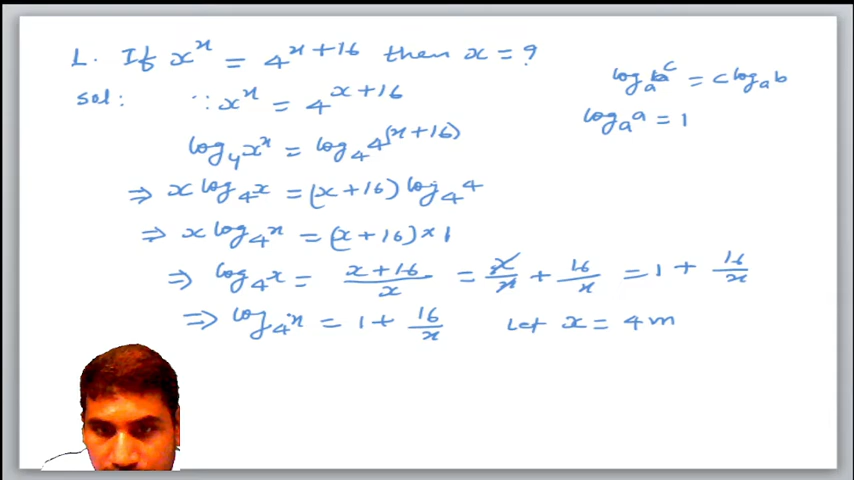 1. If x^x = 4^(x+16) then x = ?
Sol: ∵ x^x = 4^(x+16)
log_a b^c = c log_a b
log_a a = 1
log_4 x^x = log_4 4^(x+16)
⇒ x log_4 x = (x+16) log_4 4
⇒ x log_4 x = (x+16) × 1
⇒ log_4 x = (x+16)/x = x/x + 16/x = 1 + 16/x
⇒ log_4 x = 1 + 16/x Let x = 4m